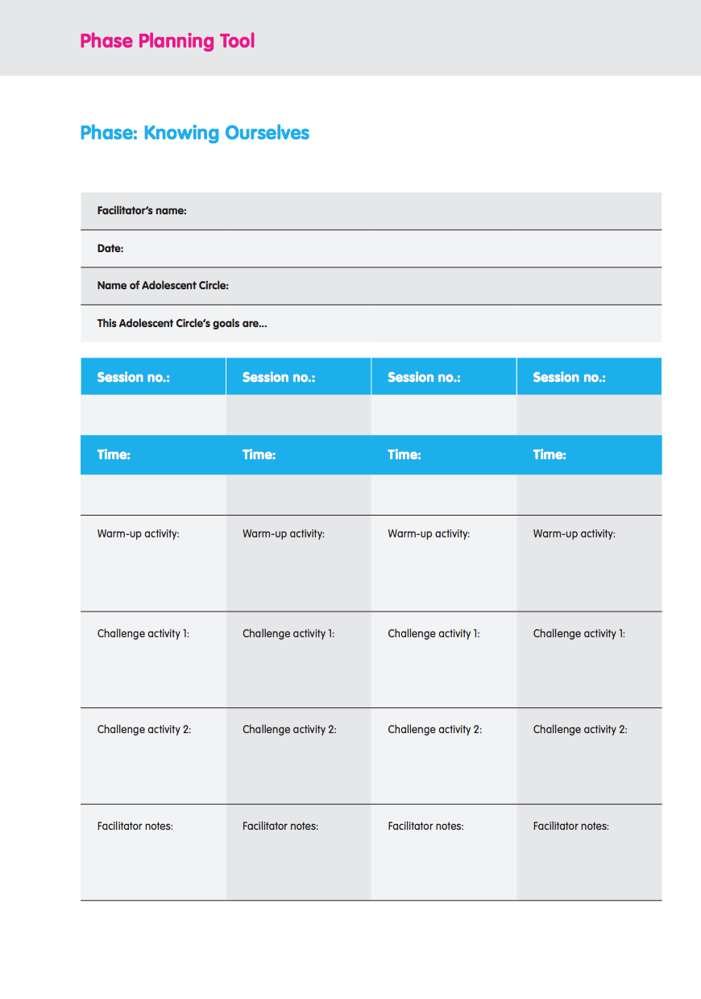 Phase Planning Tool
Phase: Knowing Ourselves
Facilitator’s name:
Date:
Name of Adolescent Circle:
This Adolescent Circle’s goals are...
Session no.: Session no.: Session no.: Session no.:
Time: Time: Time: Time:
Warm-up activity: Warm-up activity: Warm-up activity: Warm-up activity:
Challenge activity 1: Challenge activity 1: Challenge activity 1: Challenge activity 1:
Challenge activity 2: Challenge activity 2: Challenge activity 2: Challenge activity 2:
Facilitator notes: Facilitator notes: Facilitator notes: Facilitator notes: